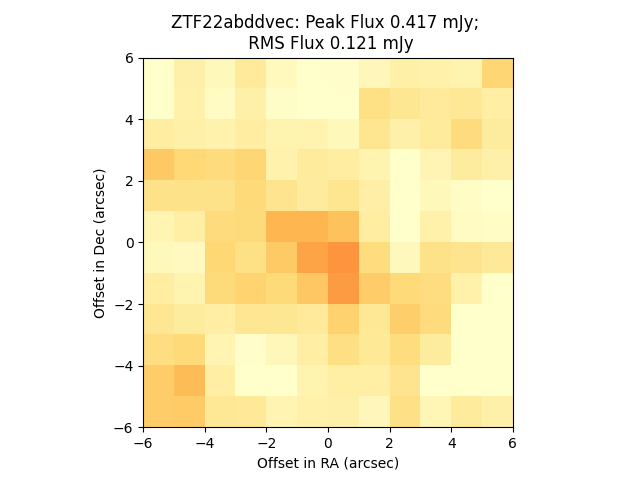 ZTF22abddvec: Peak Flux 0.417 mJy;
RMS Flux 0.121 mJy
6
4
2
0
−2
−4
−6
Offset in Dec (arcsec)
−6 −4 −2 0 2 4 6
Offset in RA (arcsec)